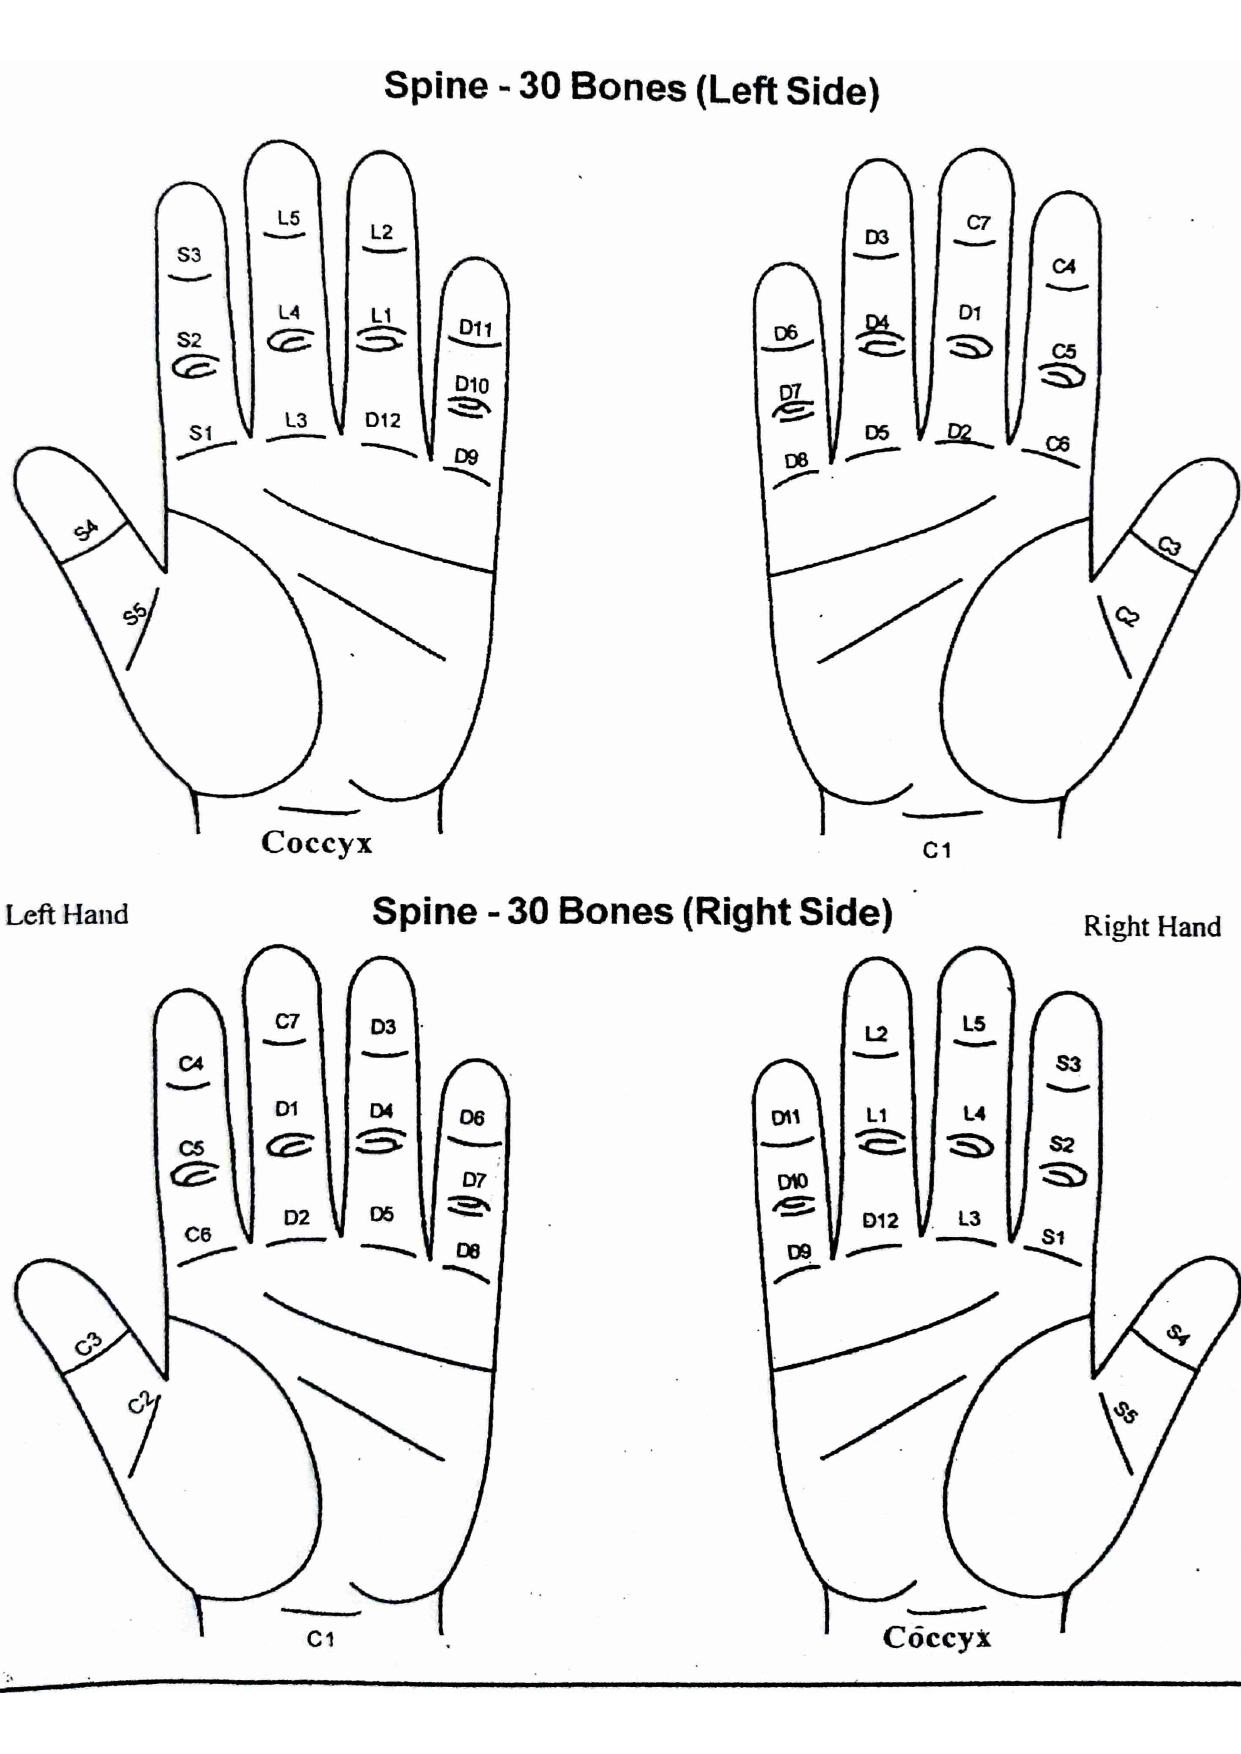 Spine - 30 Bones (Left Side)
L5
L2
S3
L4
L1
S2
D11
D10
S1
L3
D12
D9
S4
S5
Coccyx
D3
C7
C4
D6
D4
D1
C5
D7
D8
D5
D2
C6
C3
C2
C1
Left Hand
Spine - 30 Bones (Right Side)
Right Hand
C7
D3
C4
D1
D4
D6
C5
D7
C6
D2
D5
D8
C3
C2
C1
L2
L5
S3
D11
L1
L4
S2
D10
D9
D12
L3
S1
S4
S5
Coccyx